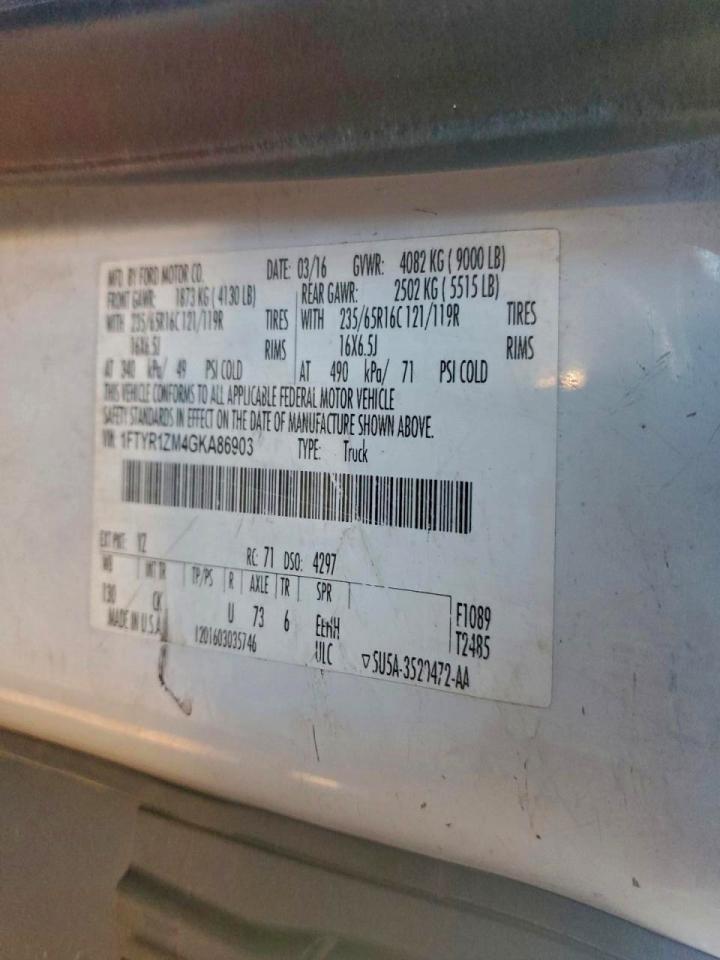 MFD. BY FORD MOTOR CO. DATE: 03/16 GVWR: 4082 KG ( 9000 LB)
FRONT GAWR: 1873 KG ( 4130 LB) REAR GAWR: 2502 KG ( 5515 LB)
WITH 235/65R16C 121/119R TIRES WITH 235/65R16C 121/119R TIRES
16X6.5J RIMS 16X6.5J RIMS
AT 340 kPa/ 49 PSI COLD AT 490 kPa/ 71 PSI COLD
THIS VEHICLE CONFORMS TO ALL APPLICABLE FEDERAL MOTOR VEHICLE
SAFETY STANDARDS IN EFFECT ON THE DATE OF MANUFACTURE SHOWN ABOVE.
VIN: 1FTYR1ZM4GKA86903 TYPE: Truck
EXT PNT: YZ RC: 71 DSO: 4297
WB INT TR TP/PS R AXLE TR SPR
130 CK U 73 6 F1089
MADE IN U.S.A. 1201603035746 ULC T2485
▽5U5A-3520472-AA